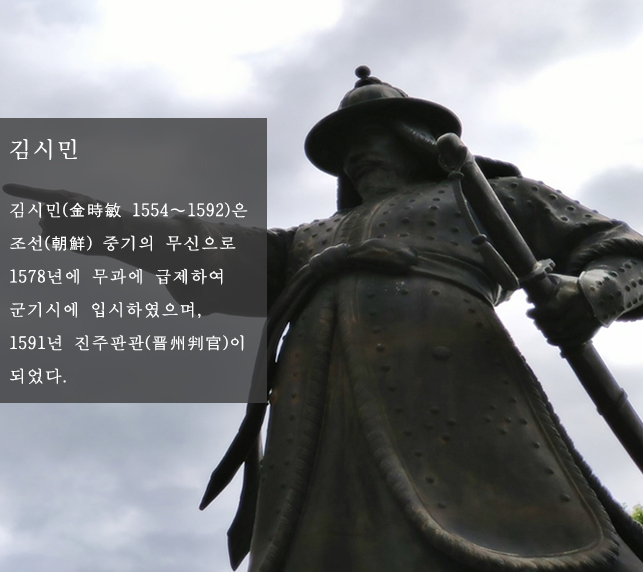 김시민
김시민(金時敏 1554～1592)은
조선(朝鮮) 중기의 무신으로
1578년에 무과에 급제하여
군기시에 입시하였으며,
1591년 진주판관(晋州判官)이
되었다.